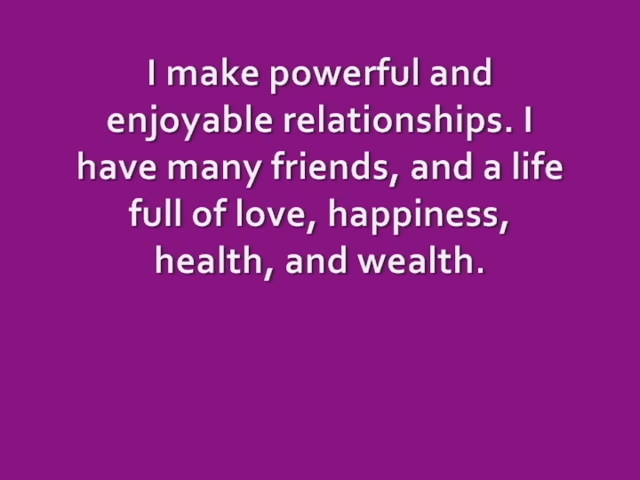 I make powerful and
enjoyable relationships. I
have many friends, and a life
full of love, happiness,
health, and wealth.